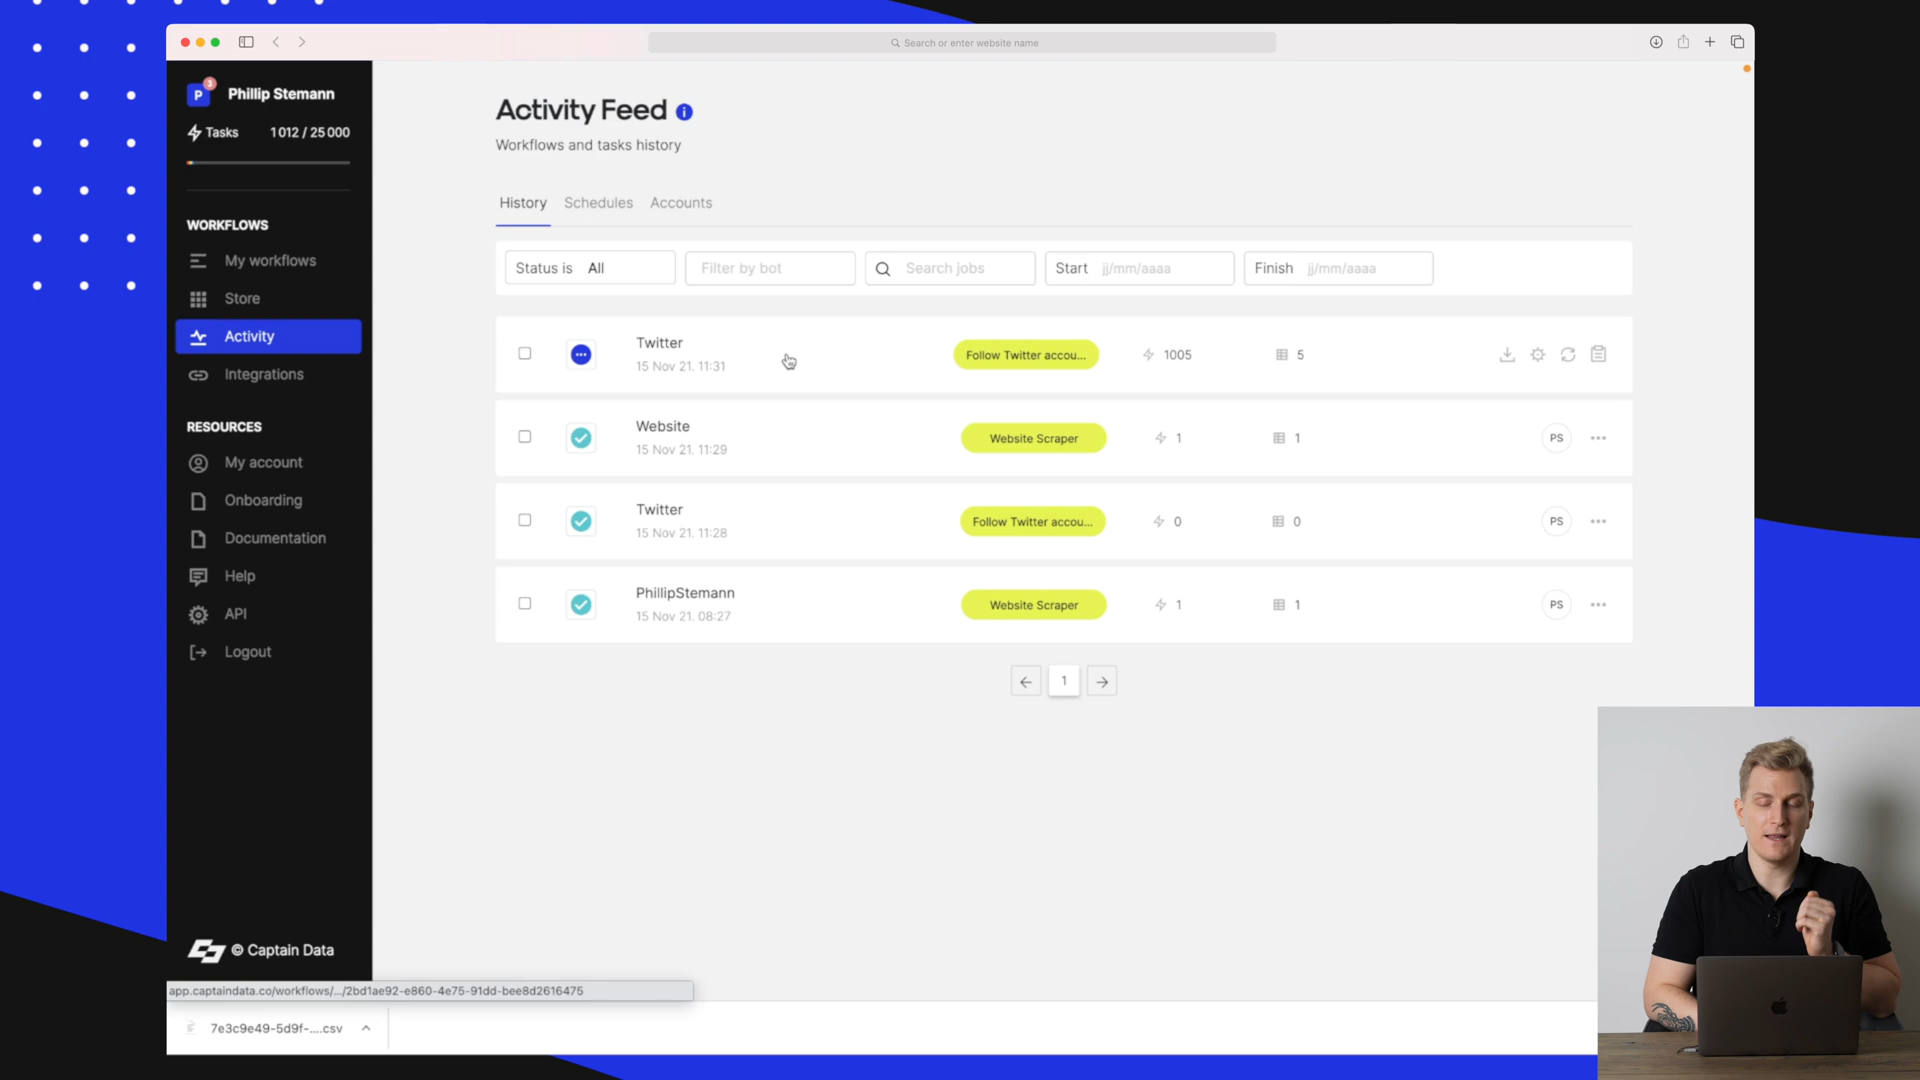 Search or enter website name
P
3
Phillip Stemann
Tasks 1 012 / 25 000
WORKFLOWS
My workflows
Store
Activity
Integrations
RESOURCES
My account
Onboarding
Documentation
Help
API
Logout
© Captain Data
Activity Feed i
Workflows and tasks history
History Schedules Accounts
Status is All Filter by bot Search jobs Start jj/mm/aaaa Finish jj/mm/aaaa
Twitter
15 Nov 21. 11:31
Follow Twitter accou... 1005 5
Website
15 Nov 21. 11:29
Website Scraper 1 1 PS
Twitter
15 Nov 21. 11:28
Follow Twitter accou... 0 0 PS
PhillipStemann
15 Nov 21. 08:27
Website Scraper 1 1 PS
1
app.captaindata.co/workflows/.../2bd1ae92-e860-4e75-91dd-bee8d2616475
7e3c9e49-5d9f-....csv